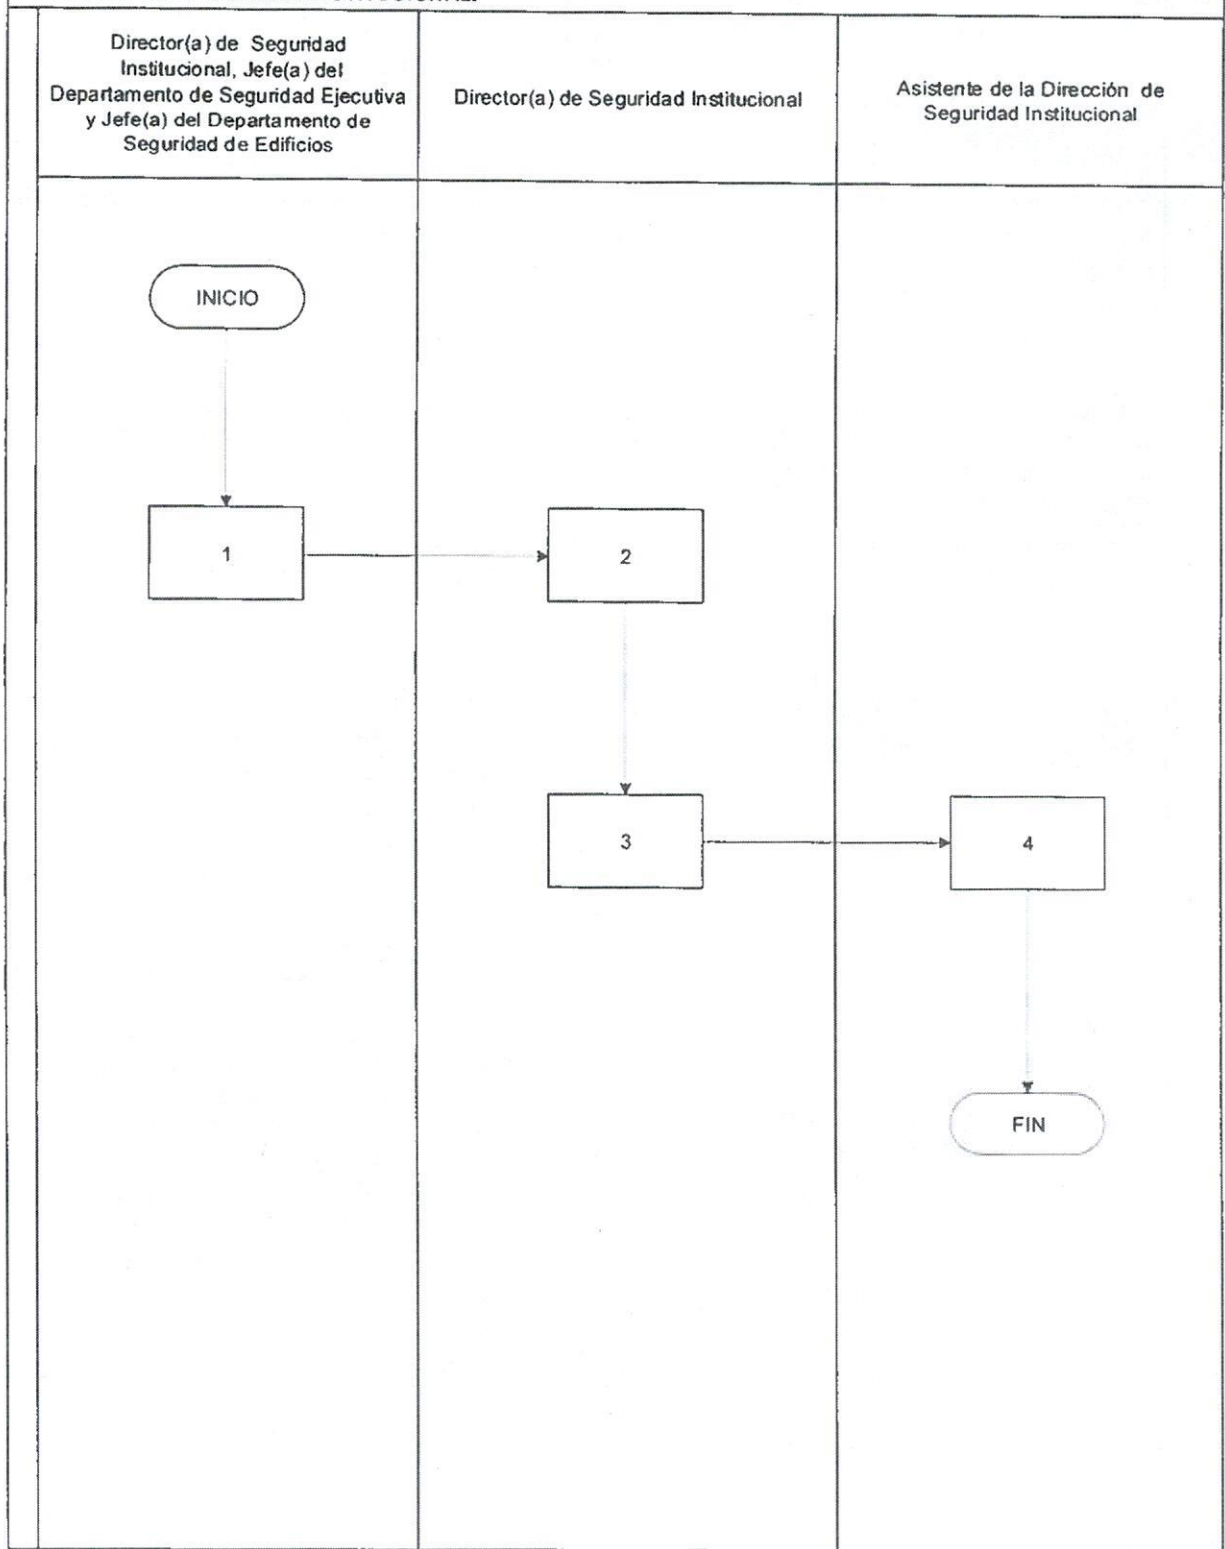 Director(a) de Seguridad
Institucional, Jefe(a) del
Departamento de Seguridad Ejecutiva
y Jefe(a) del Departamento de
Seguridad de Edificios
Director(a) de Seguridad Institucional
Asistente de la Dirección de
Seguridad Institucional
INICIO
1
2
3
4
FIN